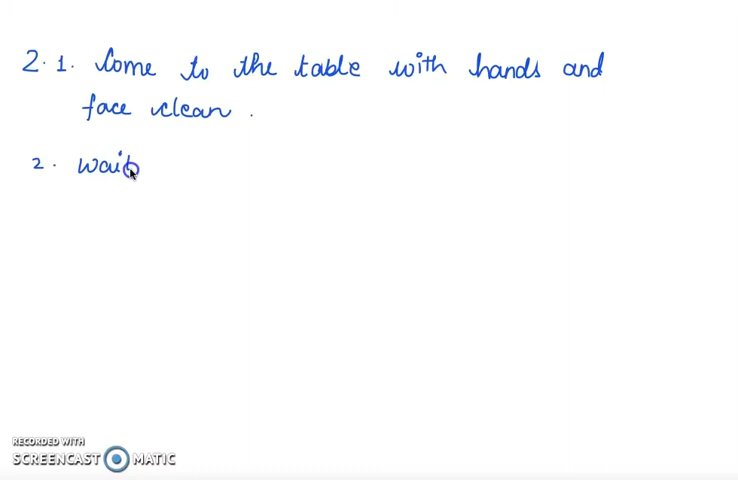 2. 1. Come to the table with hands and
face clean .
2 . wait
RECORDED WITH
SCREENCAST MATIC